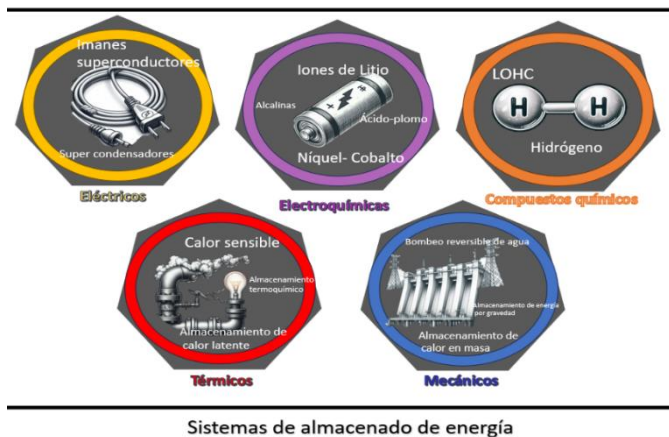 Imanes
superconductores
Super condensadores
Eléctricos
Iones de Litio
Alcalinas
Ácido-plomo
Níquel- Cobalto
Electroquímicas
LOHC
H H
Hidrógeno
Compuestos químicos
Calor sensible
Almacenamiento
termoquímico
Almacenamiento de
calor latente
Térmicos
Bombeo reversible de agua
Almacenamiento de energía
por gravedad
Almacenamiento de
calor en masa
Mecánicos
Sistemas de almacenado de energía